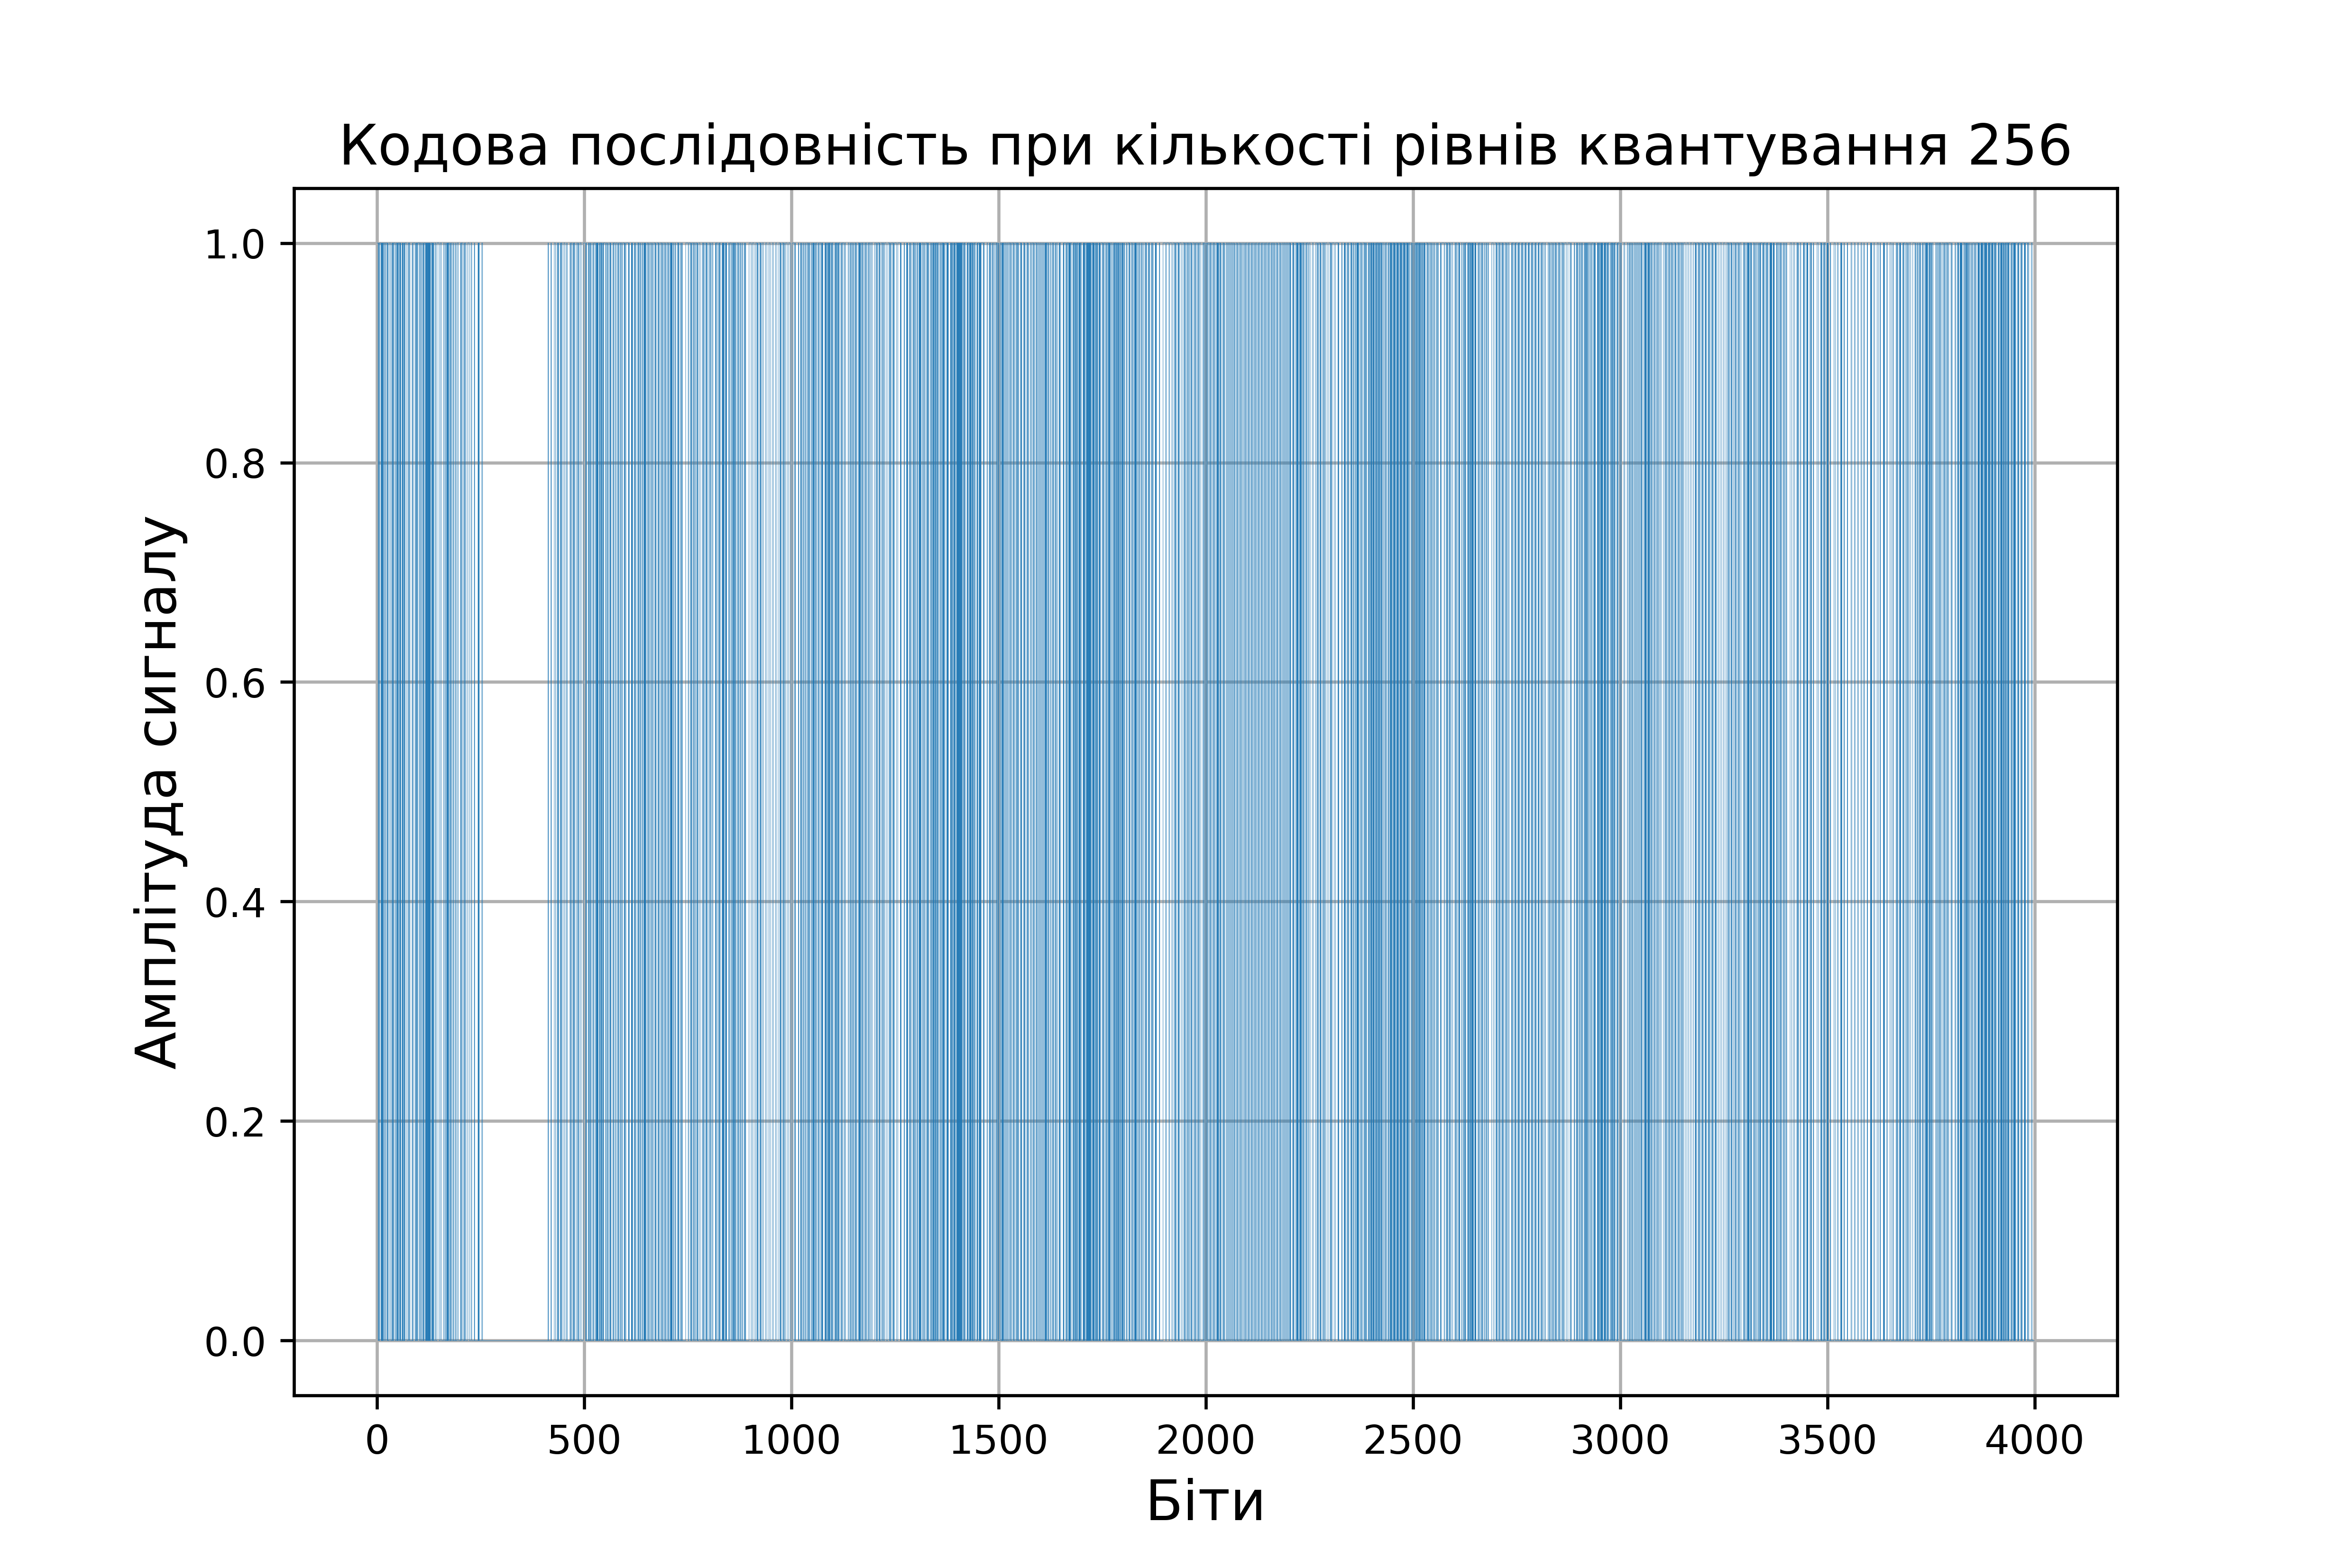 Кодова послідовність при кількості рівнів квантування 256
Амплітуда сигналу
1.0
0.8
0.6
0.4
0.2
0.0
0 500 1000 1500 2000 2500 3000 3500 4000
Біти